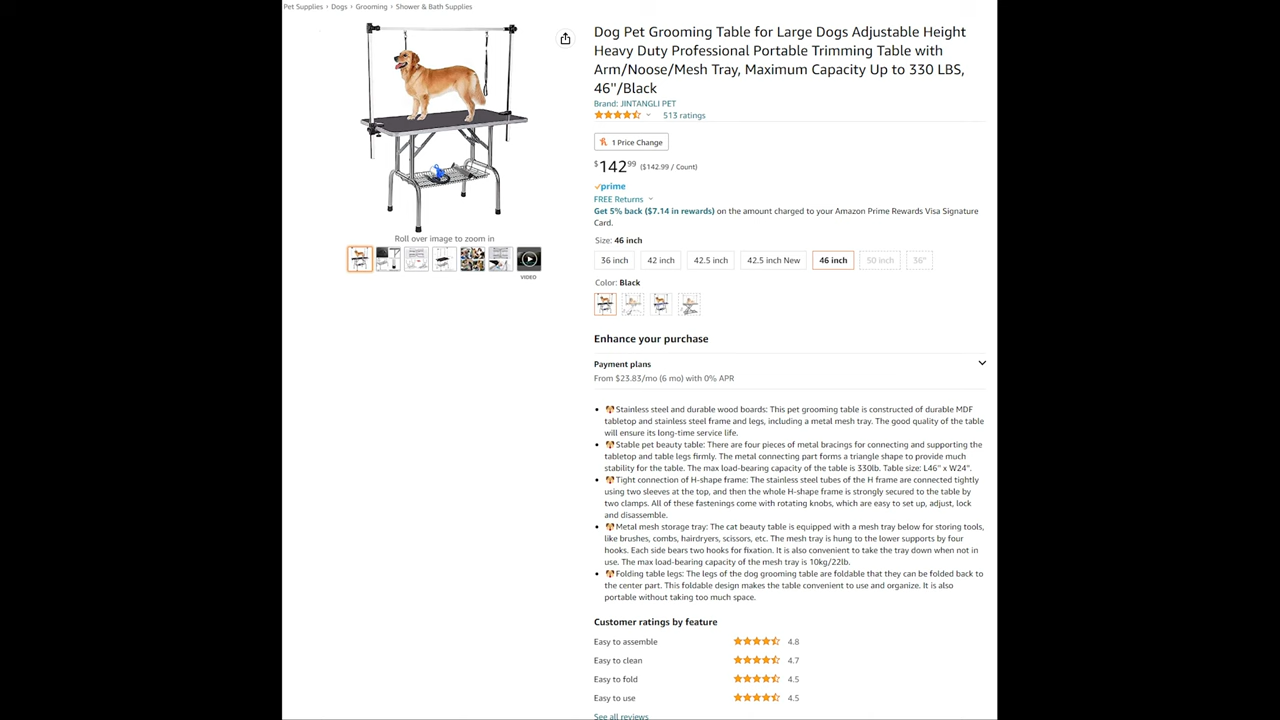 Pet Supplies › Dogs › Grooming › Shower & Bath Supplies
Dog Pet Grooming Table for Large Dogs Adjustable Height
Heavy Duty Professional Portable Trimming Table with
Arm/Noose/Mesh Tray, Maximum Capacity Up to 330 LBS,
46"/Black
Brand: JINTANGLI PET
513 ratings
1 Price Change
$142.99 ($142.99 / Count)
prime
FREE Returns
Get 5% back ($7.14 in rewards) on the amount charged to your Amazon Prime Rewards Visa Signature
Card.
Roll over image to zoom in
VIDEO
Size: 46 inch
36 inch 42 inch 42.5 inch 42.5 inch New 46 inch 50 inch 36"
Color: Black
Enhance your purchase
Payment plans
From $23.83/mo (6 mo) with 0% APR
• 🐶Stainless steel and durable wood boards: This pet grooming table is constructed of durable MDF
tabletop and stainless steel frame and legs, including a metal mesh tray. The good quality of the table
will ensure its long-time service life.
• 🐶Stable pet beauty table: There are four pieces of metal bracings for connecting and supporting the
tabletop and table legs firmly. The metal connecting part forms a triangle shape to provide much
stability for the table. The max load-bearing capacity of the table is 330lb. Table size: L46" x W24".
• 🐶Tight connection of H-shape frame: The stainless steel tubes of the H frame are connected tightly
using two sleeves at the top, and then the whole H-shape frame is strongly secured to the table by
two clamps. All of these fastenings come with rotating knobs, which are easy to set up, adjust, lock
and disassemble.
• 🐶Metal mesh storage tray: The cat beauty table is equipped with a mesh tray below for storing tools,
like brushes, combs, hairdryers, scissors, etc. The mesh tray is hung to the lower supports by four
hooks. Each side bears two hooks for fixation. It is also convenient to take the tray down when not in
use. The max load-bearing capacity of the mesh tray is 10kg/22lb.
• 🐶Folding table legs: The legs of the dog grooming table are foldable that they can be folded back to
the center part. This foldable design makes the table convenient to use and organize. It is also
portable without taking too much space.
Customer ratings by feature
Easy to assemble 4.8
Easy to clean 4.7
Easy to fold 4.5
Easy to use 4.5
See all reviews